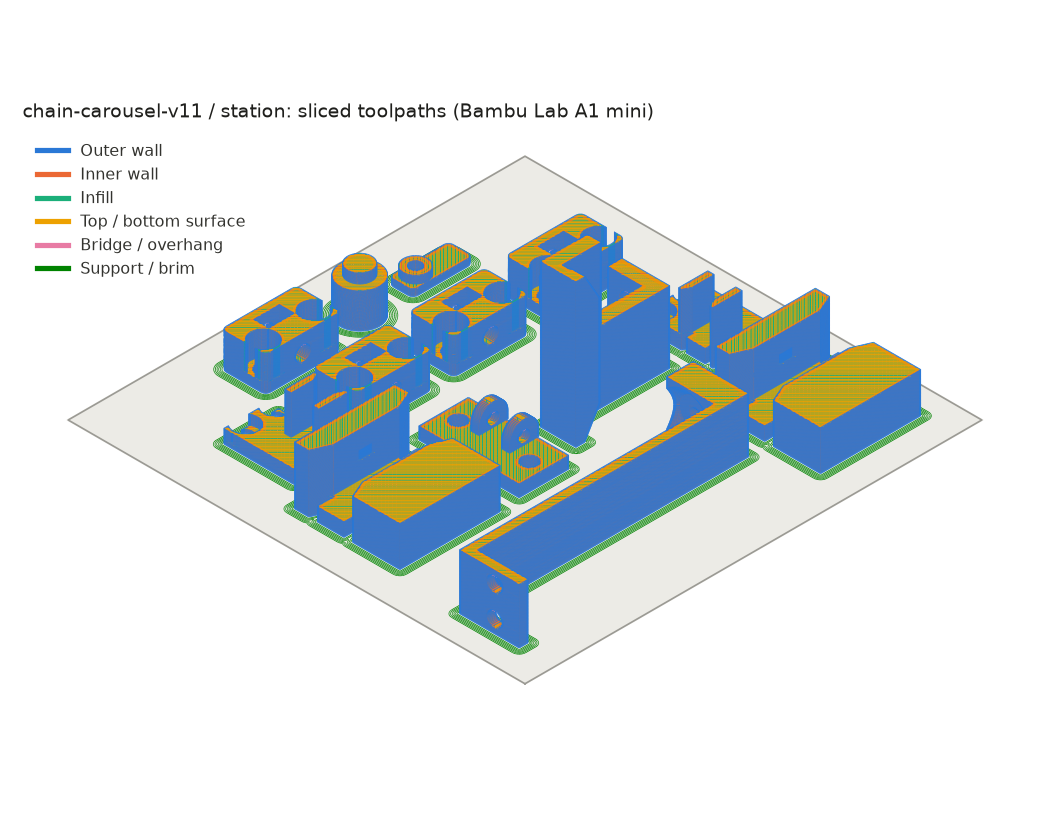 chain-carousel-v11 / station: sliced toolpaths (Bambu Lab A1 mini)
Outer wall
Inner wall
Infill
Top / bottom surface
Bridge / overhang
Support / brim